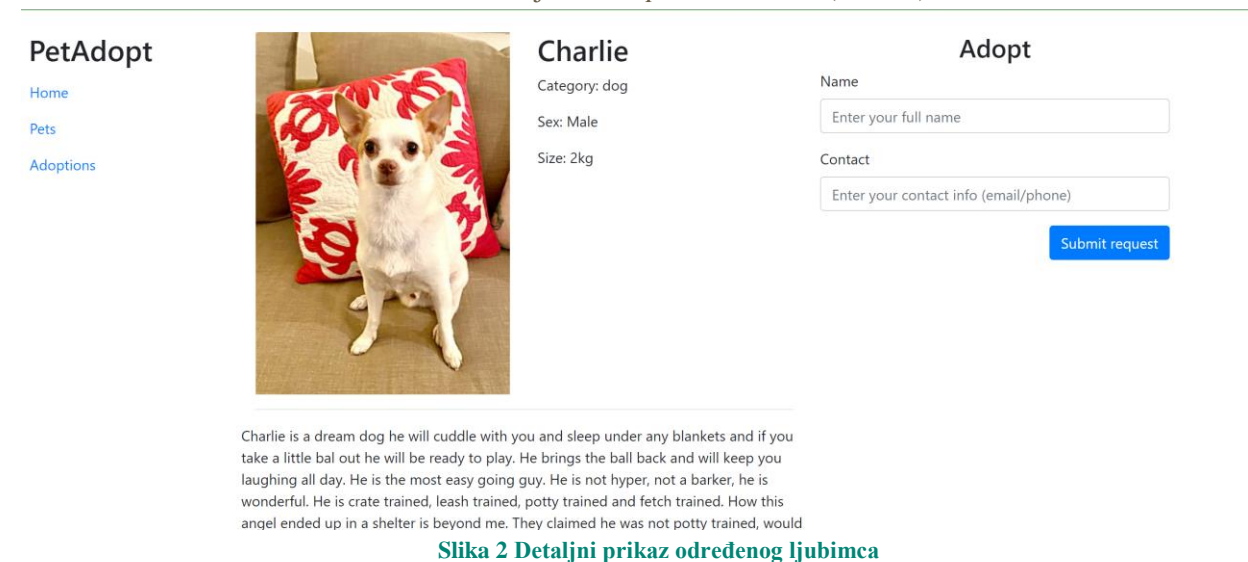 PetAdopt
Home
Pets
Adoptions
Charlie
Category: dog
Sex: Male
Size: 2kg
Adopt
Name
Enter your full name
Contact
Enter your contact info (email/phone)
Submit request
Charlie is a dream dog he will cuddle with you and sleep under any blankets and if you
take a little bal out he will be ready to play. He brings the ball back and will keep you
laughing all day. He is the most easy going guy. He is not hyper, not a barker, he is
wonderful. He is crate trained, leash trained, potty trained and fetch trained. How this
angel ended up in a shelter is beyond me. They claimed he was not potty trained, would
Slika 2 Detaljni prikaz određenog ljubimca